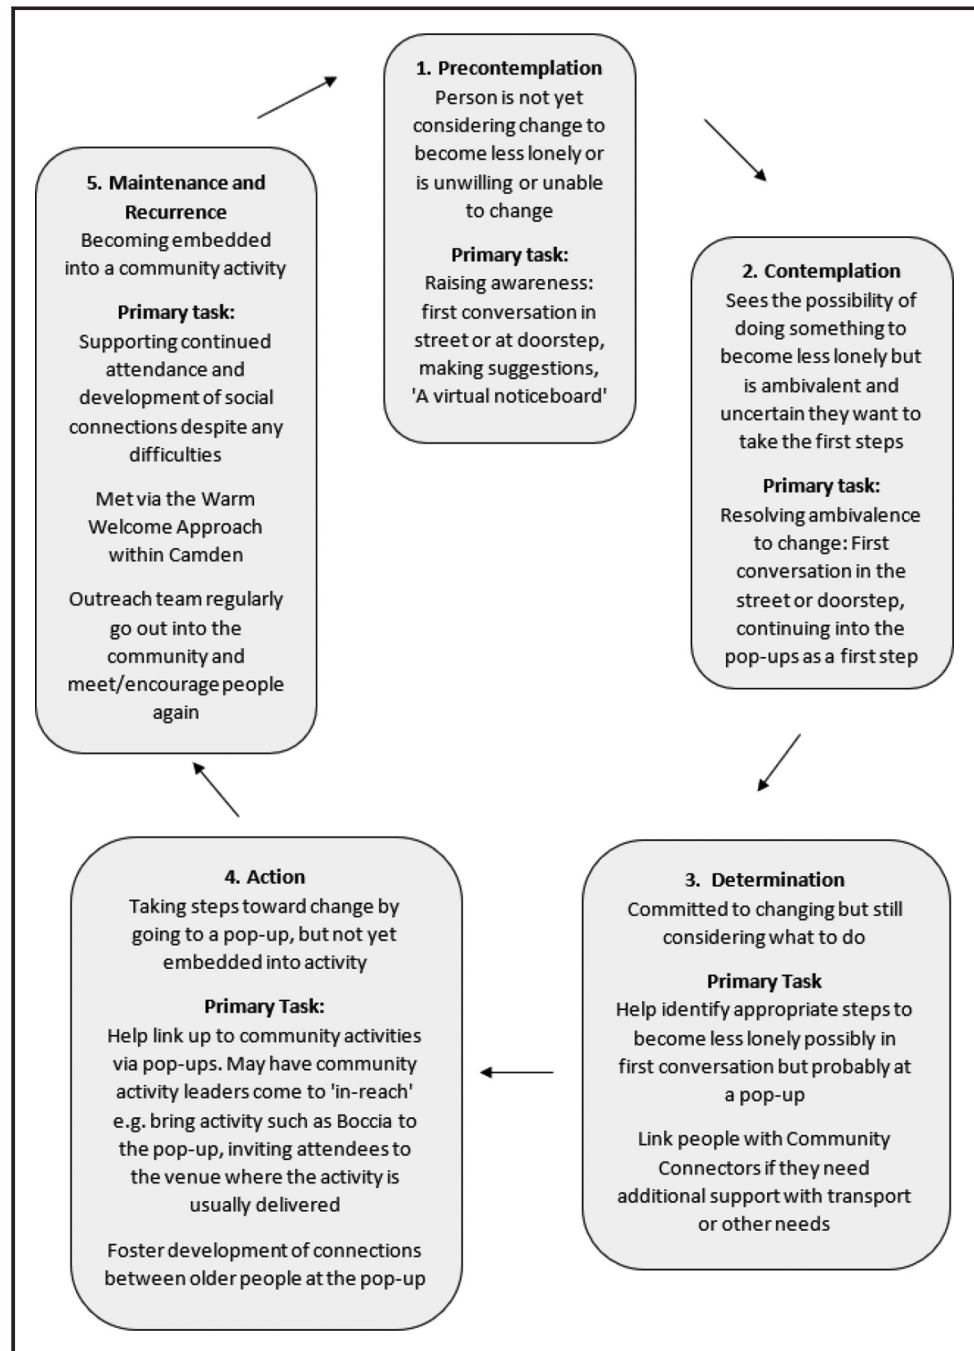 1. Precontemplation
Person is not yet
considering change to
become less lonely or
is unwilling or unable
to change
Primary task:
Raising awareness:
first conversation in
street or at doorstep,
making suggestions,
'A virtual noticeboard'
2. Contemplation
Sees the possibility of
doing something to
become less lonely but
is ambivalent and
uncertain they want to
take the first steps
Primary task:
Resolving ambivalence
to change: First
conversation in the
street or doorstep,
continuing into the
pop-ups as a first step
3. Determination
Committed to changing but still
considering what to do
Primary Task
Help identify appropriate steps to
become less lonely possibly in
first conversation but probably at
a pop-up
Link people with Community
Connectors if they need
additional support with transport
or other needs
4. Action
Taking steps toward change by
going to a pop-up, but not yet
embedded into activity
Primary Task:
Help link up to community activities
via pop-ups. May have community
activity leaders come to 'in-reach'
e.g. bring activity such as Boccia to
the pop-up, inviting attendees to
the venue where the activity is
usually delivered
Foster development of connections
between older people at the pop-up
5. Maintenance and
Recurrence
Becoming embedded
into a community activity
Primary task:
Supporting continued
attendance and
development of social
connections despite any
difficulties
Met via the Warm
Welcome Approach
within Camden
Outreach team regularly
go out into the
community and
meet/encourage people
again